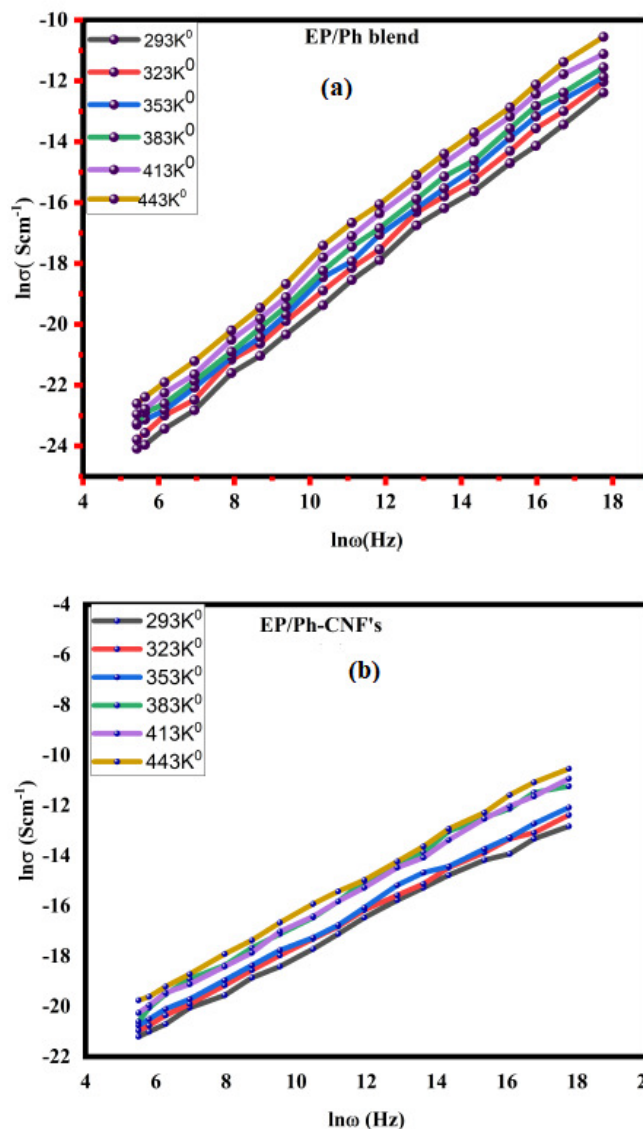 EP/Ph blend
(a)
293K⁰
323K⁰
353K⁰
383K⁰
413K⁰
443K⁰
lnσ( Scm⁻¹)
-10
-12
-14
-16
-18
-20
-22
-24
4 6 8 10 12 14 16 18
lnω(Hz)
EP/Ph-CNF's
(b)
293K⁰
323K⁰
353K⁰
383K⁰
413K⁰
443K⁰
lnσ (Scm⁻¹)
-4
-6
-8
-10
-12
-14
-16
-18
-20
-22
4 6 8 10 12 14 16 18 2
lnω (Hz)